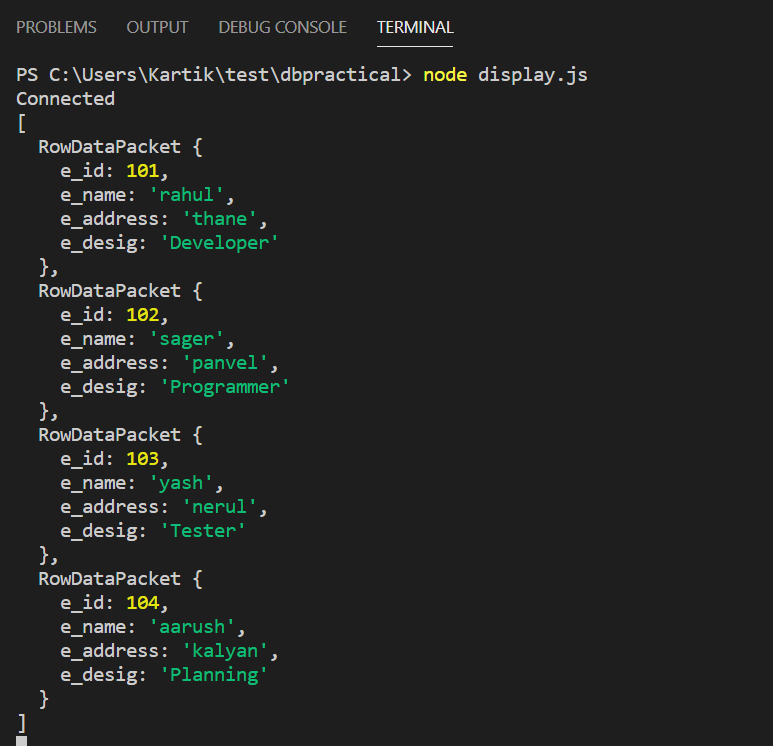 PROBLEMS OUTPUT DEBUG CONSOLE TERMINAL
PS C:\Users\Kartik\test\dbpractical> node display.js
Connected
[
  RowDataPacket {
    e_id: 101,
    e_name: 'rahul',
    e_address: 'thane',
    e_desig: 'Developer'
  },
  RowDataPacket {
    e_id: 102,
    e_name: 'sager',
    e_address: 'panvel',
    e_desig: 'Programmer'
  },
  RowDataPacket {
    e_id: 103,
    e_name: 'yash',
    e_address: 'nerul',
    e_desig: 'Tester'
  },
  RowDataPacket {
    e_id: 104,
    e_name: 'aarush',
    e_address: 'kalyan',
    e_desig: 'Planning'
  }
]